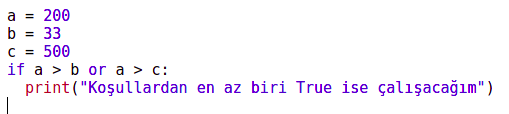 a = 200
b = 33
c = 500
if a > b or a > c:
  print("Koşullardan en az biri True ise çalışacağım")